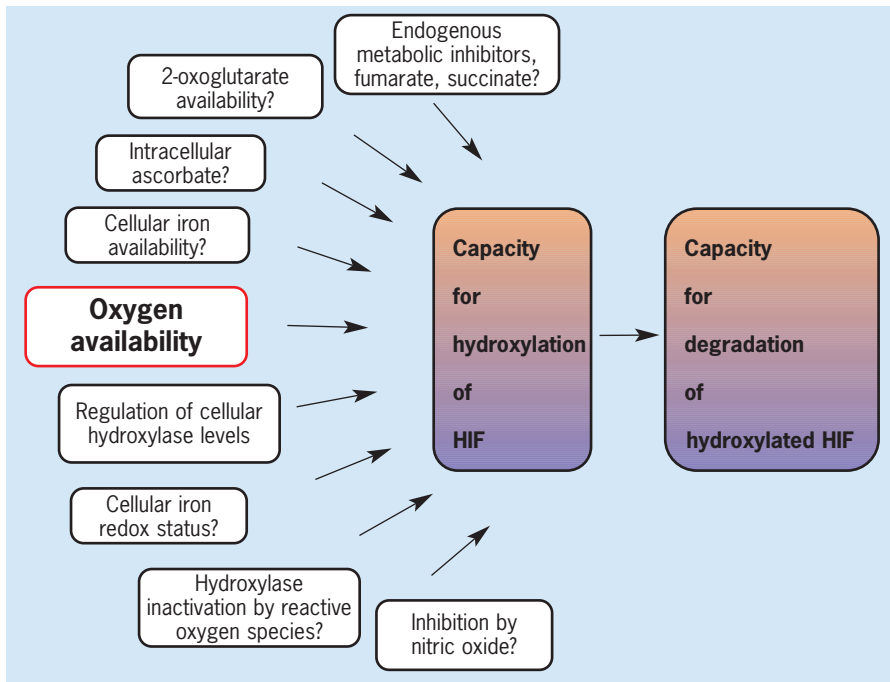 Endogenous
metabolic inhibitors,
fumarate, succinate?
2-oxoglutarate
availability?
Intracellular
ascorbate?
Cellular iron
availability?
Oxygen
availability
Regulation of cellular
hydroxylase levels
Cellular iron
redox status?
Hydroxylase
inactivation by reactive
oxygen species?
Inhibition by
nitric oxide?
Capacity
for
hydroxylation
of
HIF
Capacity
for
degradation
of
hydroxylated HIF